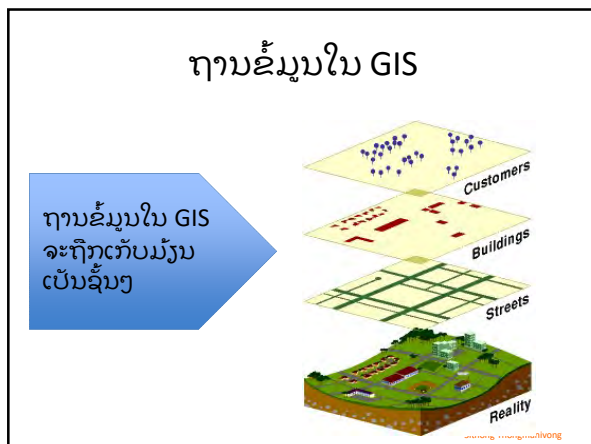 ຖານຂໍ້ມູນໃນ GIS
ຖານຂໍ້ມູນໃນ GIS
ຈະຖືກເກັບມ້ຽນ
ເປັນຊັ້ນໆ
Customers
Buildings
Streets
Reality